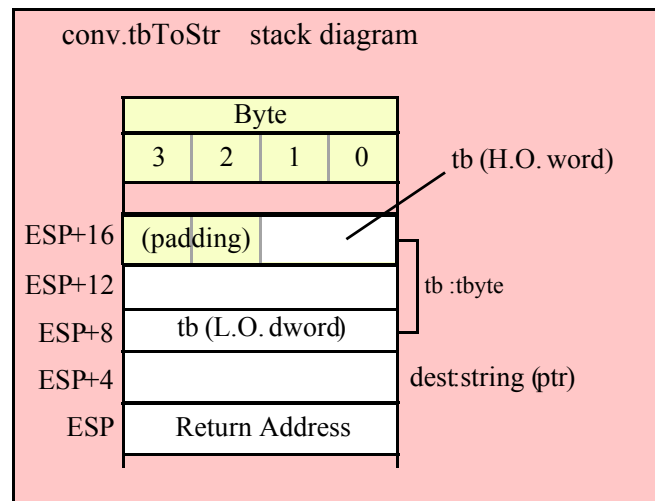 conv.tbToStr stack diagram
Byte
3 2 1 0
tb (H.O. word)
ESP+16 (padding)
ESP+12
tb :tbyte
ESP+8 tb (L.O. dword)
ESP+4 dest:string (ptr)
ESP Return Address